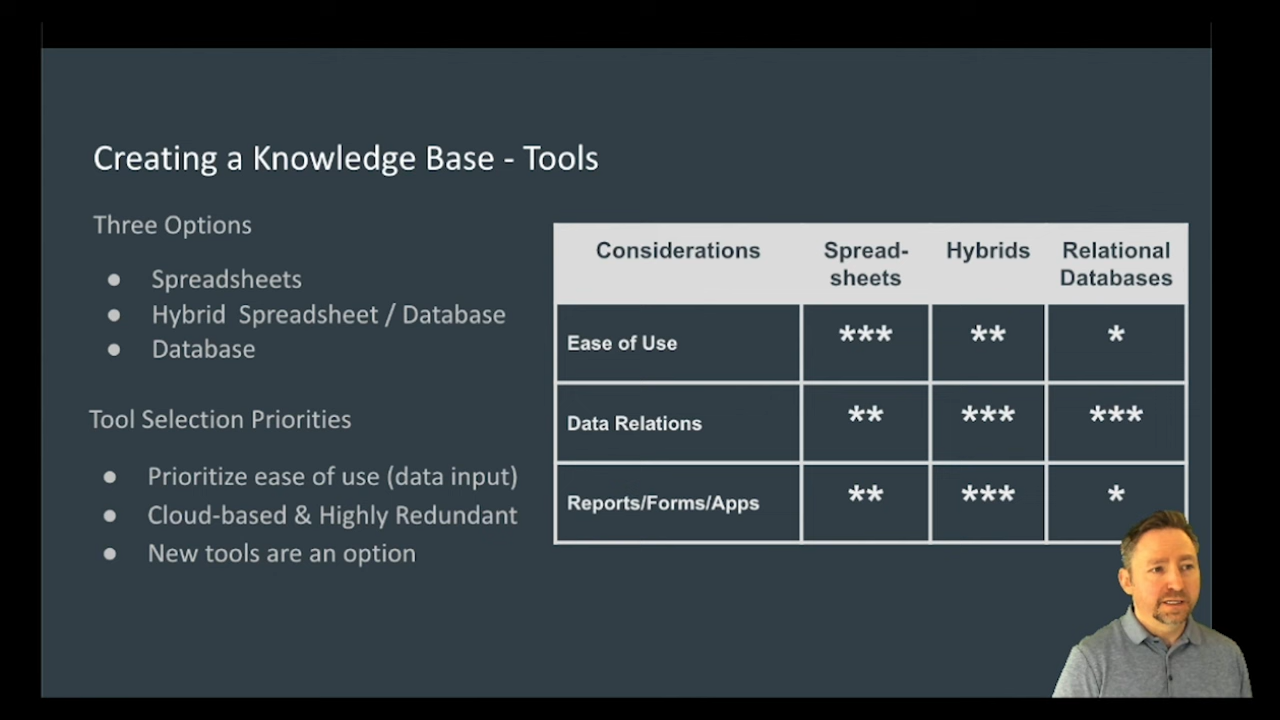 Creating a Knowledge Base - Tools
Three Options
● Spreadsheets
● Hybrid Spreadsheet / Database
● Database
Tool Selection Priorities
● Prioritize ease of use (data input)
● Cloud-based & Highly Redundant
● New tools are an option
Considerations Spread- Hybrids Relational
sheets Databases
Ease of Use *** ** *
Data Relations ** *** ***
Reports/Forms/Apps ** *** *